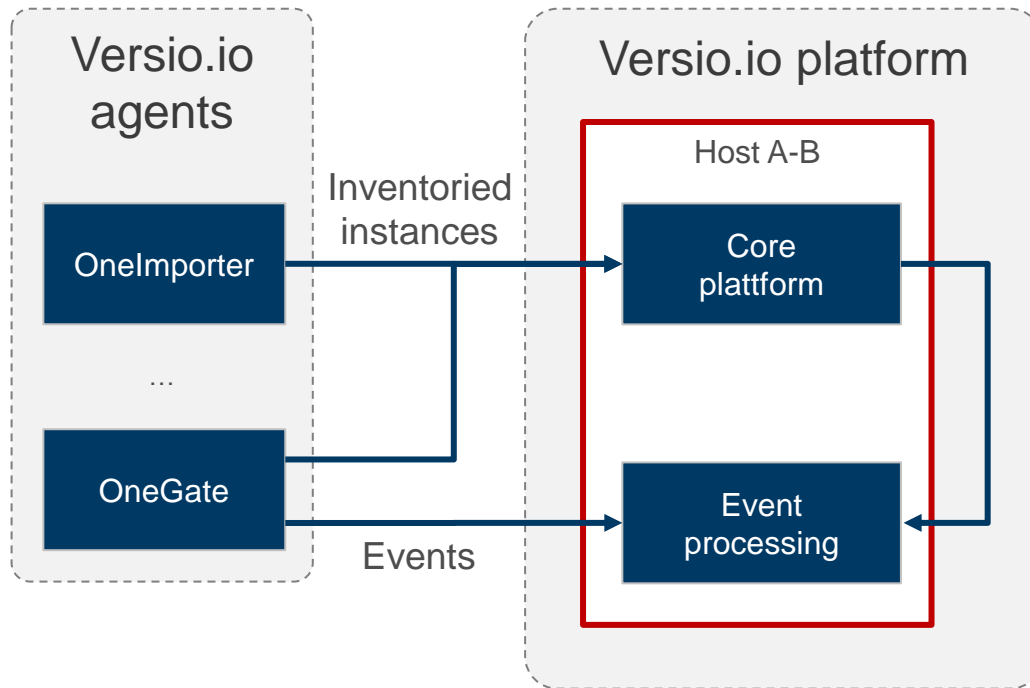 Versio.io
agents
OneImporter
...
OneGate
Inventoried
instances
Events
Versio.io platform
Host A-B
Core
plattform
Event
processing